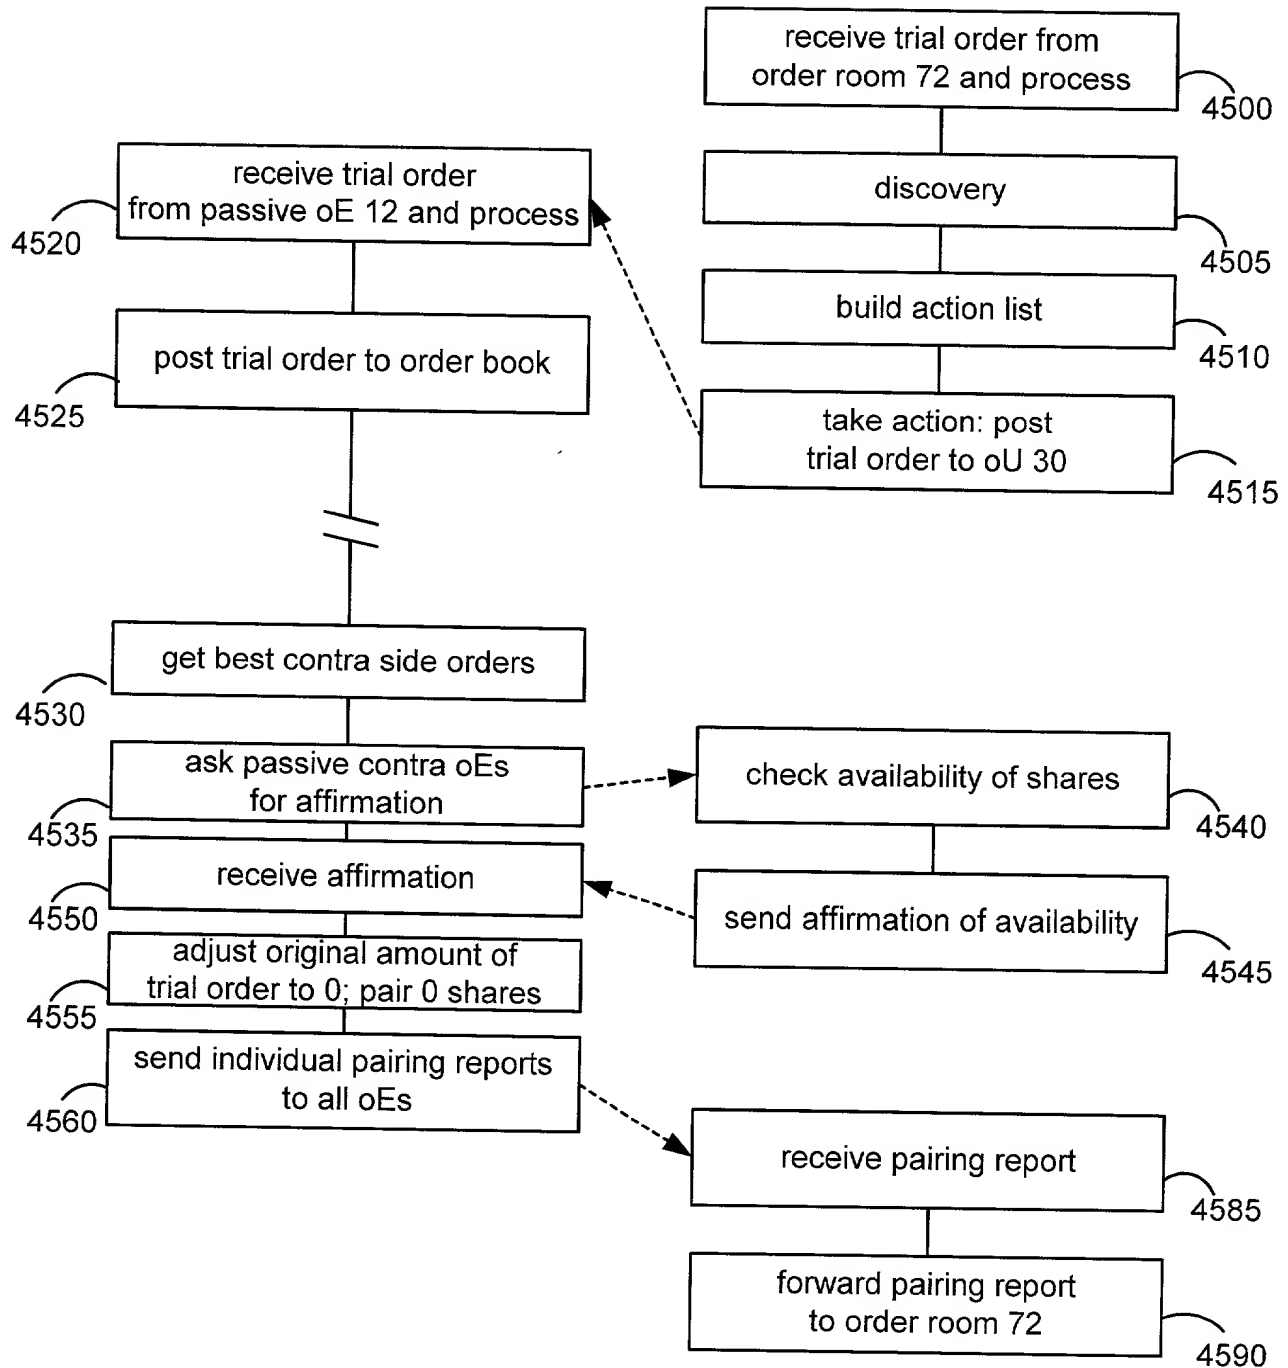 receive trial order from
order room 72 and process
4500
discovery
4505
build action list
4510
take action: post
trial order to oU 30
4515
receive trial order
from passive oE 12 and process
4520
post trial order to order book
4525
get best contra side orders
4530
ask passive contra oEs
for affirmation
4535
check availability of shares
4540
send affirmation of availability
4545
receive affirmation
4550
adjust original amount of
trial order to 0; pair 0 shares
4555
send individual pairing reports
to all oEs
4560
receive pairing report
4585
forward pairing report
to order room 72
4590